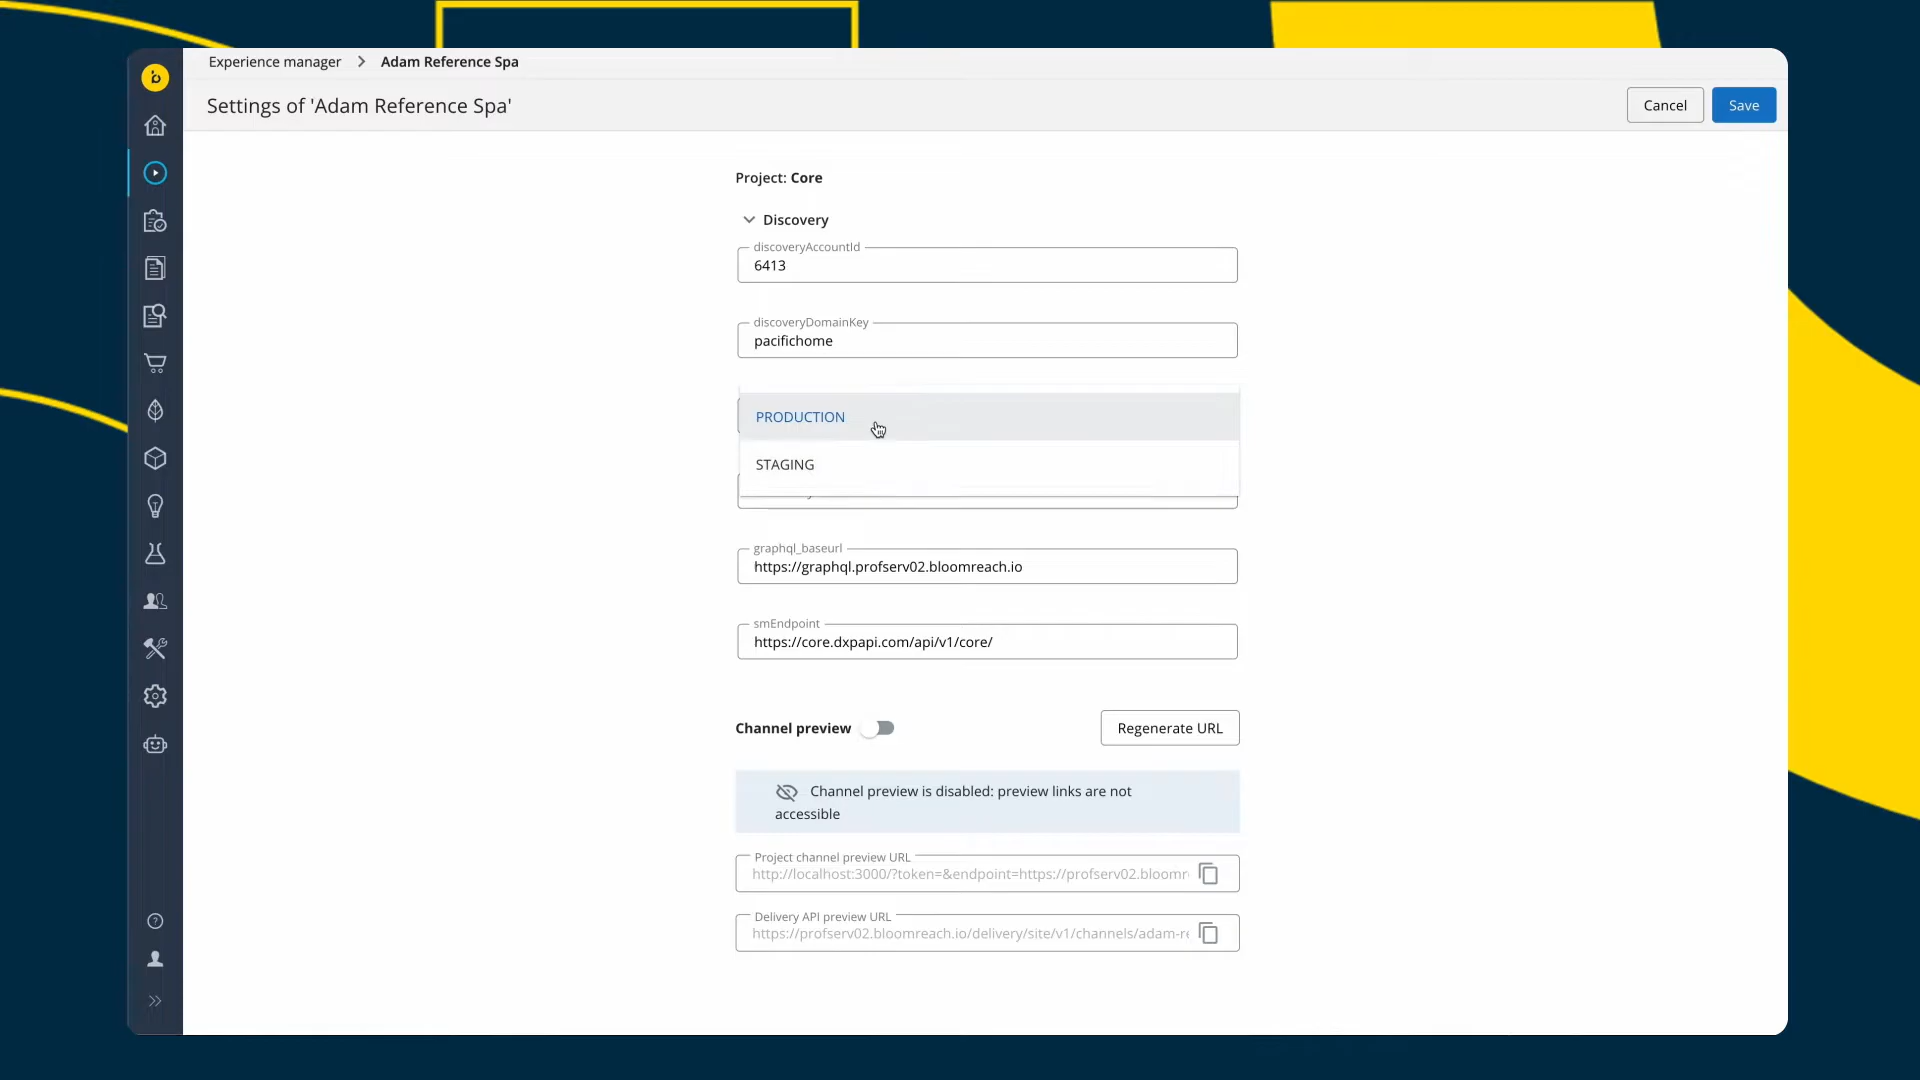 Experience manager > Adam Reference Spa
Settings of 'Adam Reference Spa'
Cancel
Save
Project: Core
Discovery
discoveryAccountId
6413
discoveryDomainKey
pacifichome
PRODUCTION
STAGING
graphql_baseurl
https://graphql.profserv02.bloomreach.io
smEndpoint
https://core.dxpapi.com/api/v1/core/
Channel preview
Regenerate URL
Channel preview is disabled: preview links are not
accessible
Project channel preview URL
http://localhost:3000/?token=&endpoint=https://profserv02.bloomr
Delivery API preview URL
https://profserv02.bloomreach.io/delivery/site/v1/channels/adam-re